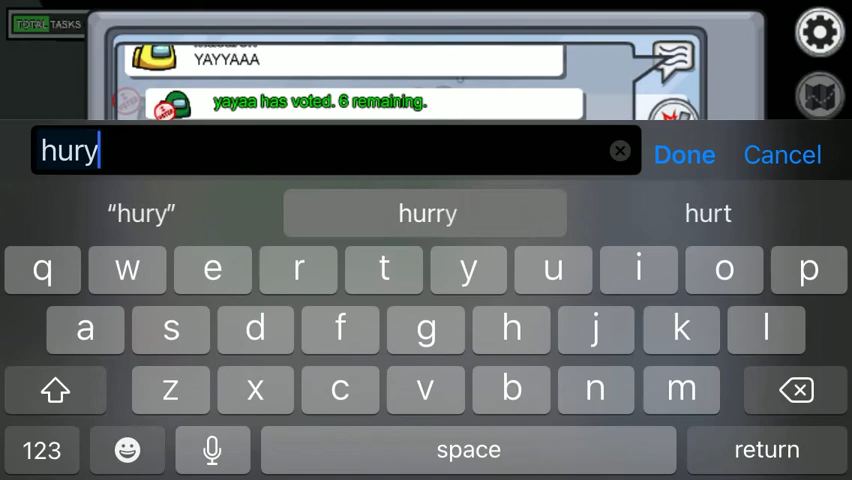 TOTAL TASKS
YAYYAAA
yayaa has voted. 6 remaining.
hury
Done
Cancel
“hury”
hurry
hurt
q w e r t y u i o p
a s d f g h j k l
z x c v b n m
123
space
return